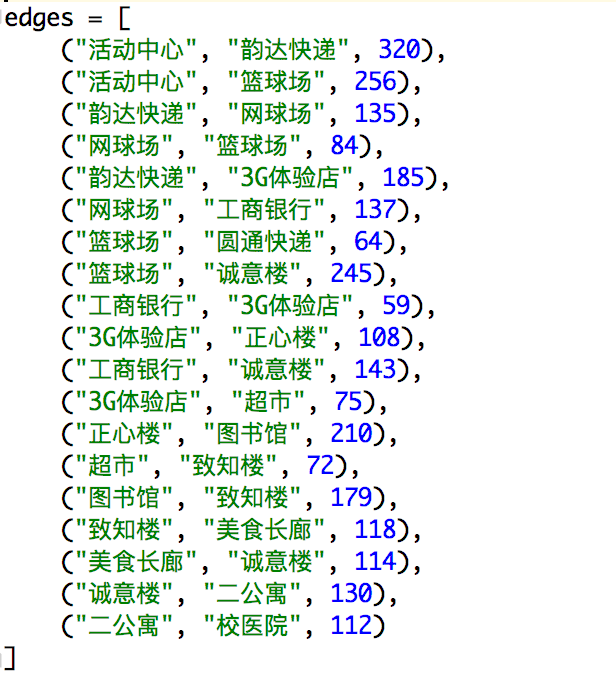 edges = [
("活动中心", "韵达快递", 320),
("活动中心", "篮球场", 256),
("韵达快递", "网球场", 135),
("网球场", "篮球场", 84),
("韵达快递", "3G体验店", 185),
("网球场", "工商银行", 137),
("篮球场", "圆通快递", 64),
("篮球场", "诚意楼", 245),
("工商银行", "3G体验店", 59),
("3G体验店", "正心楼", 108),
("工商银行", "诚意楼", 143),
("3G体验店", "超市", 75),
("正心楼", "图书馆", 210),
("超市", "致知楼", 72),
("图书馆", "致知楼", 179),
("致知楼", "美食长廊", 118),
("美食长廊", "诚意楼", 114),
("诚意楼", "二公寓", 130),
("二公寓", "校医院", 112)
]